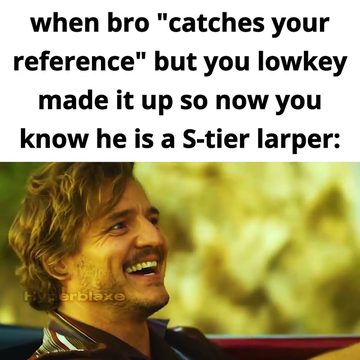 when bro "catches your
reference" but you lowkey
made it up so now you
know he is a S-tier larper:
Hyperblaxe